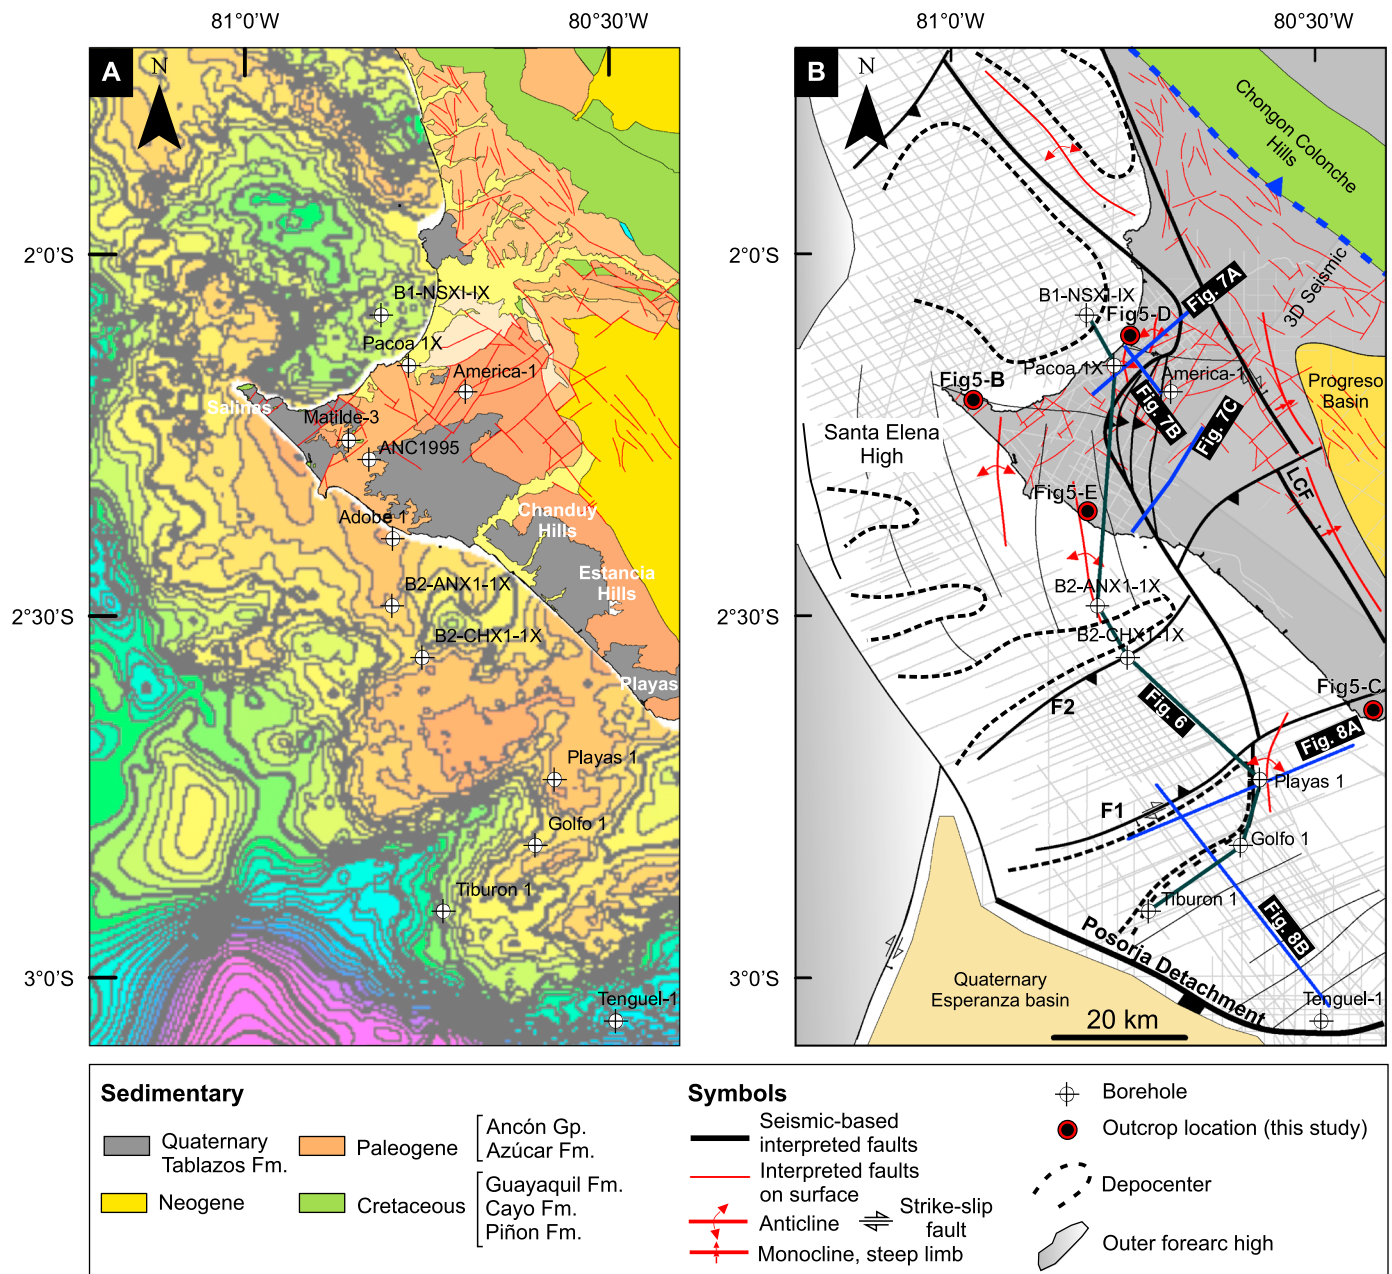 81°0'W
80°30'W
81°0'W
80°30'W
A
N
B
N
Chongon Colonche
Hills
2°0'S
2°0'S
B1-NSXI-IX
Pacoa 1X
America-1
Salinas
Matilde-3
ANC1995
Adobe 1
Chanduy
Hills
Estancia
Hills
B2-ANX1-1X
B2-CHX1-1X
Playas
Playas 1
Golfo 1
Tiburon 1
Tenguel-1
2°30'S
3°0'S
3D Seismic
Fig. 7A
B1-NSXI-IX
Fig5-D
Pacoa 1X
America-1
Fig5-B
Progreso
Basin
Fig. 7B
Fig. 7C
Santa Elena
High
LCF
Fig5-E
B2-ANX1-1X
2°30'S
B2-CHX1-1X
Fig5-C
F2
Fig. 6
Fig. 8A
Playas 1
F1
Golfo 1
Tiburon 1
Fig. 8B
Posorja Detachment
3°0'S
Quaternary
Esperanza basin
Tenguel-1
20 km
Sedimentary
Quaternary
Tablazos Fm.
Paleogene
Ancón Gp.
Azúcar Fm.
Neogene
Cretaceous
Guayaquil Fm.
Cayo Fm.
Piñon Fm.
Symbols
Seismic-based
interpreted faults
Interpreted faults
on surface
Anticline
Strike-slip
fault
Monocline, steep limb
Borehole
Outcrop location (this study)
Depocenter
Outer forearc high